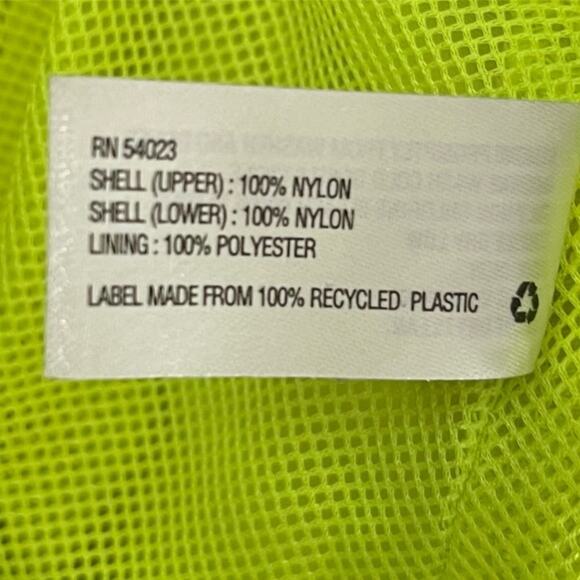 RN 54023
SHELL (UPPER) : 100% NYLON
SHELL (LOWER) : 100% NYLON
LINING : 100% POLYESTER
LABEL MADE FROM 100% RECYCLED PLASTIC